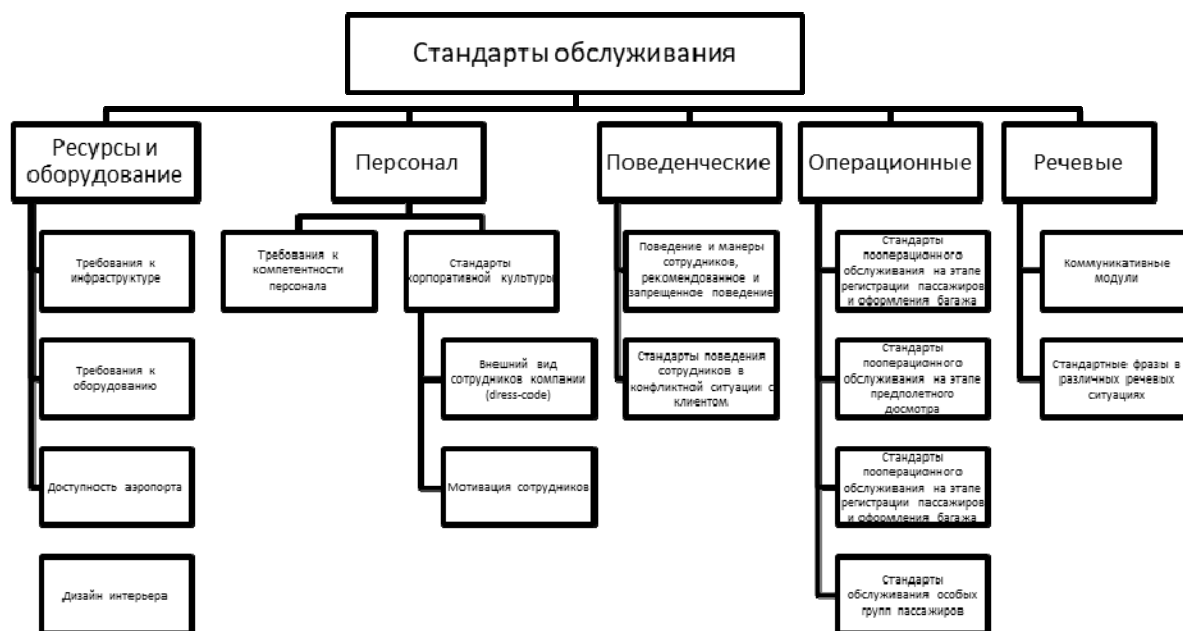 Стандарты обслуживания
Ресурсы и
оборудование
Персонал
Поведенческие
Операционные
Речевые
Требования к
инфраструктуре
Требования к
оборудованию
Доступность аэропорта
Дизайн интерьера
Требования к
компетентности
персонала
Стандарты
корпоративной культуры
Внешний вид
сотрудников компании
(dress-code)
Мотивация сотрудников
Поведение и манеры
сотрудников,
рекомендованное и
запрещенное поведение
Стандарты поведения
сотрудников в
конфликтной ситуации с
клиентом
Стандарты
пооперационного
обслуживания на этапе
регистрации пассажиров
и оформления багажа
Стандарты
пооперационного
обслуживания на этапе
предполетного
досмотра
Стандарты
пооперационного
обслуживания на этапе
регистрации пассажиров
и оформления багажа
Стандарты
обслуживания особых
групп пассажиров
Коммуникативные
модули
Стандартные фразы в
различных речевых
ситуациях